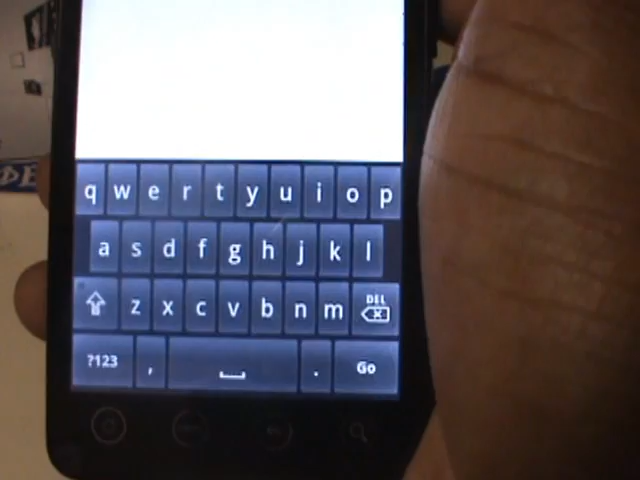 q w e r t y u i o p
a s d f g h j k l
z x c v b n m DEL
?123 , . Go